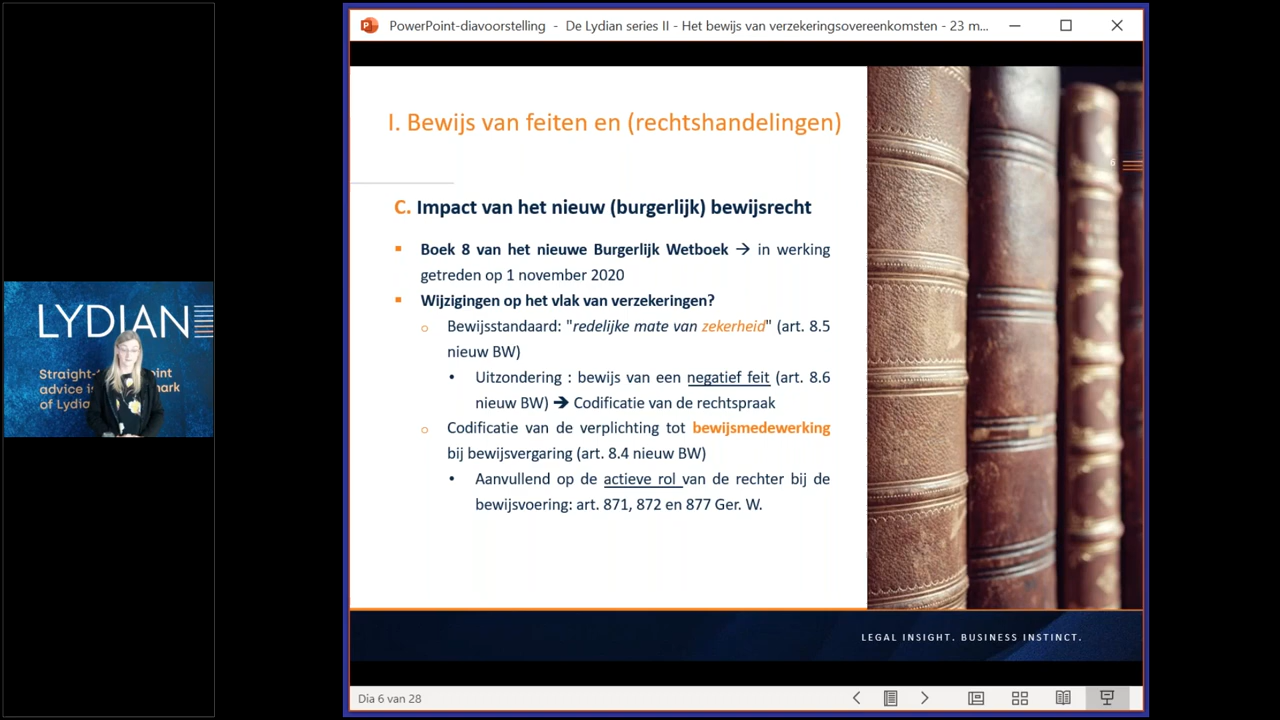 PowerPoint-diavoorstelling - De Lydian series II - Het bewijs van verzekeringsovereenkomsten - 23 m...
I. Bewijs van feiten en (rechtshandelingen)
6
C. Impact van het nieuw (burgerlijk) bewijsrecht
▪ Boek 8 van het nieuwe Burgerlijk Wetboek → in werking
getreden op 1 november 2020
▪ Wijzigingen op het vlak van verzekeringen?
o Bewijsstandaard: "redelijke mate van zekerheid" (art. 8.5
nieuw BW)
• Uitzondering : bewijs van een negatief feit (art. 8.6
nieuw BW) ➔ Codificatie van de rechtspraak
o Codificatie van de verplichting tot bewijsmedewerking
bij bewijsvergaring (art. 8.4 nieuw BW)
• Aanvullend op de actieve rol van de rechter bij de
bewijsvoering: art. 871, 872 en 877 Ger. W.
LEGAL INSIGHT. BUSINESS INSTINCT.
Dia 6 van 28
LYDIAN
advice is
of Lydia